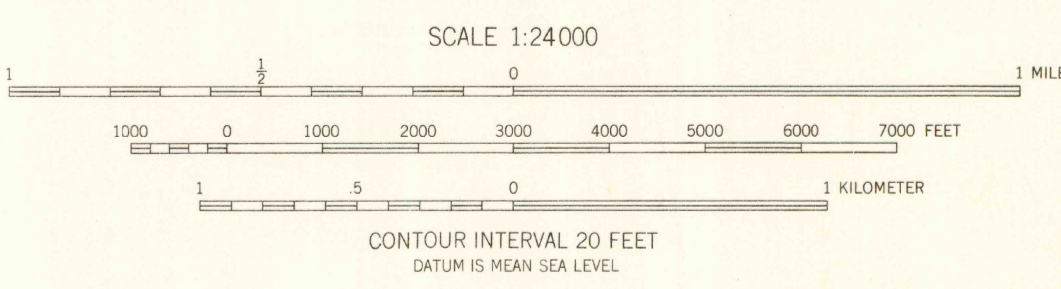 SCALE 1:24000
1 1/2 0 1 MILE
1000 0 1000 2000 3000 4000 5000 6000 7000 FEET
1 .5 0 1 KILOMETER
CONTOUR INTERVAL 20 FEET
DATUM IS MEAN SEA LEVEL